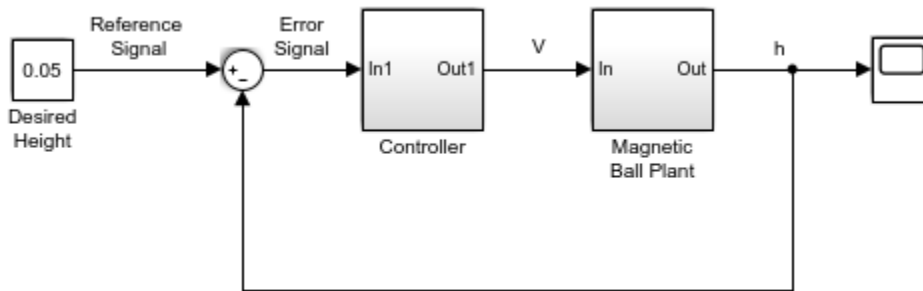 Reference
Signal
Error
Signal
V
h
0.05
+
−
In1
Out1
In
Out
Desired
Height
Controller
Magnetic
Ball Plant